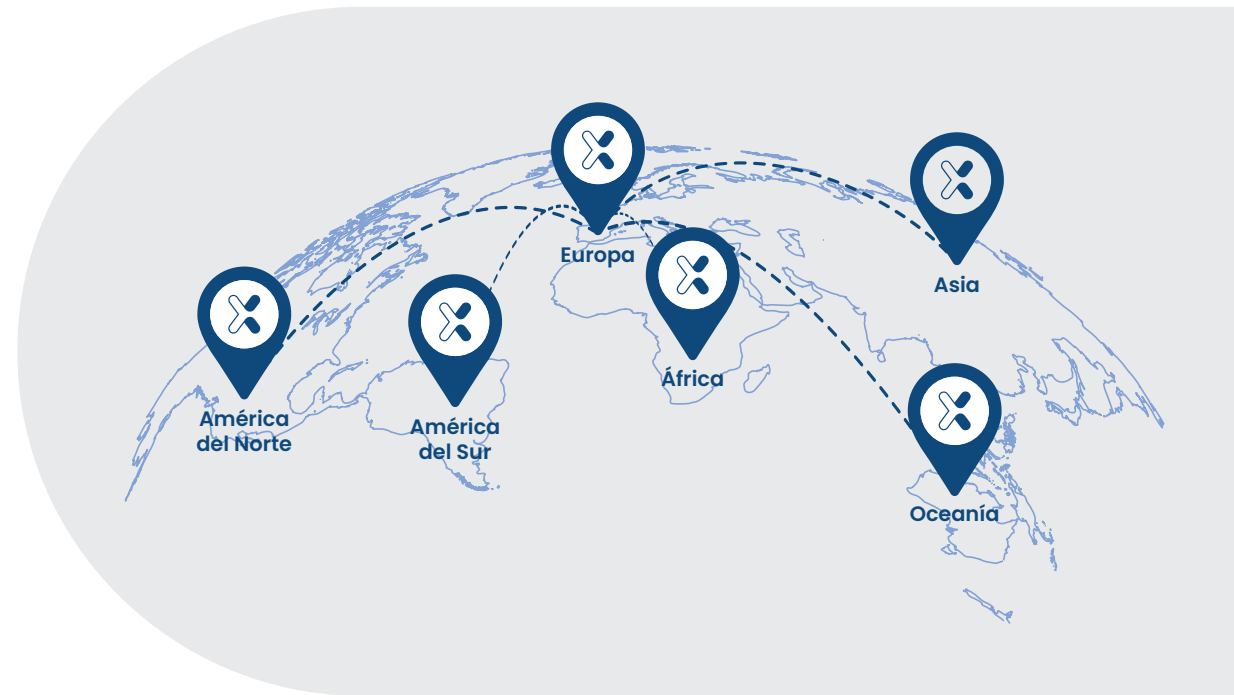 Europa
Asia
África
América
del Norte
América
del Sur
Oceanía